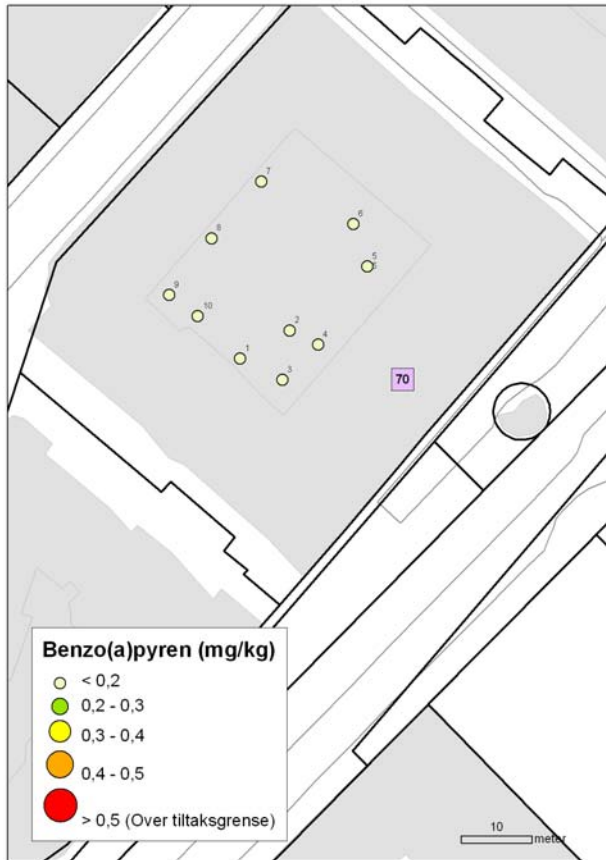 7
6
8
5
5
9
10
2
4
1
3
70
Benzo(a)pyren (mg/kg)
< 0,2
0,2 - 0,3
0,3 - 0,4
0,4 - 0,5
> 0,5 (Over tiltaksgrense)
10
meter